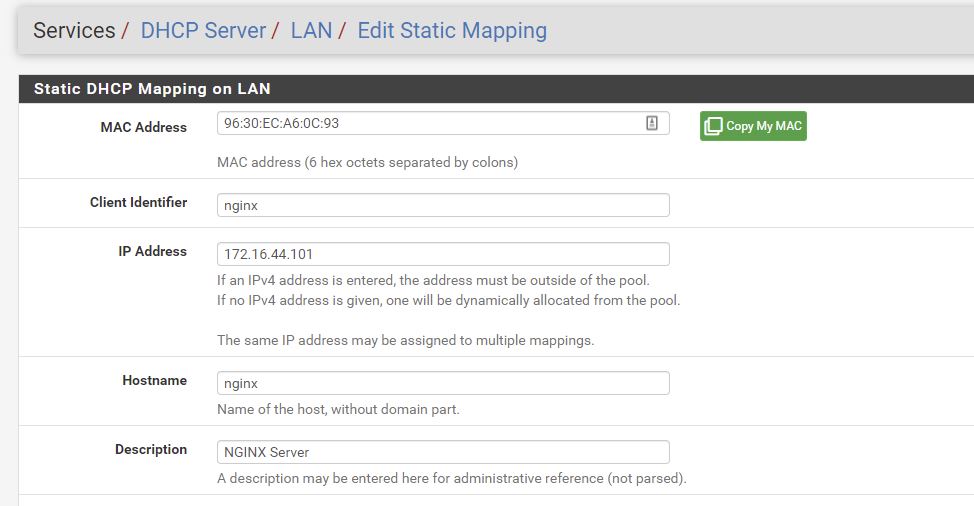 Services / DHCP Server / LAN / Edit Static Mapping
Static DHCP Mapping on LAN
MAC Address
96:30:EC:A6:0C:93
Copy My MAC
MAC address (6 hex octets separated by colons)
Client Identifier
nginx
IP Address
172.16.44.101
If an IPv4 address is entered, the address must be outside of the pool.
If no IPv4 address is given, one will be dynamically allocated from the pool.
The same IP address may be assigned to multiple mappings.
Hostname
nginx
Name of the host, without domain part.
Description
NGINX Server
A description may be entered here for administrative reference (not parsed).